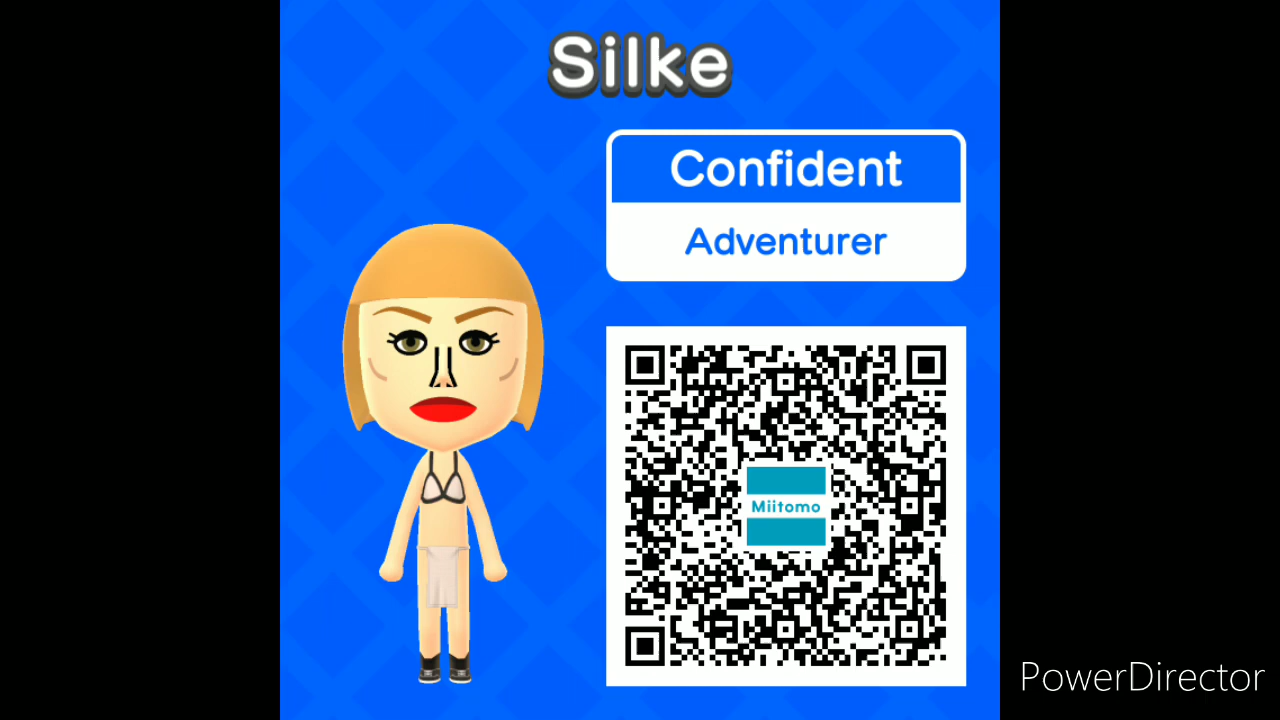 Silke
Confident
Adventurer
Miitomo
PowerDirector